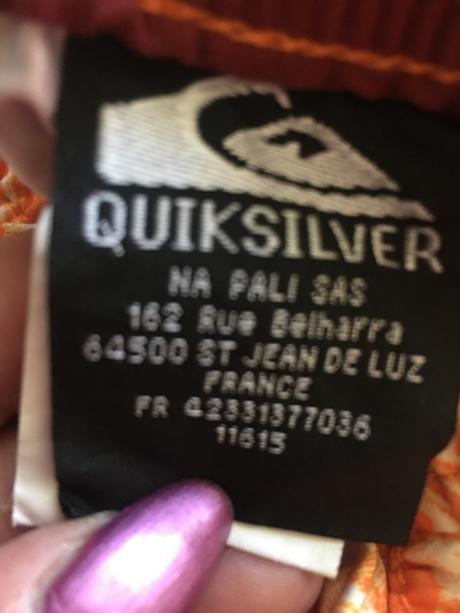 QUIKSILVER
NA PALI SAS
162 Rue Belharra
64500 ST JEAN DE LUZ
FRANCE
FR 42331377036
11615